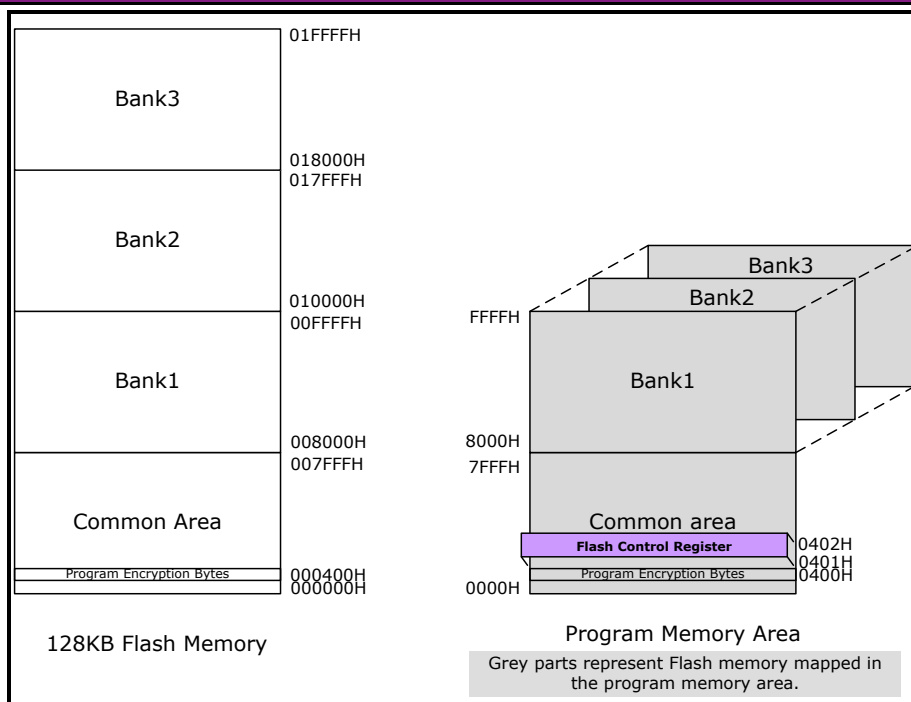 01FFFFH
Bank3
018000H
017FFFH
Bank2
010000H
00FFFFH
Bank1
008000H
007FFFH
Common Area
Program Encryption Bytes
000400H
000000H
128KB Flash Memory
Bank3
Bank2
FFFFH
Bank1
8000H
7FFFH
Common area
Flash Control Register
0402H
0401H
Program Encryption Bytes
0400H
0000H
Program Memory Area
Grey parts represent Flash memory mapped in
the program memory area.